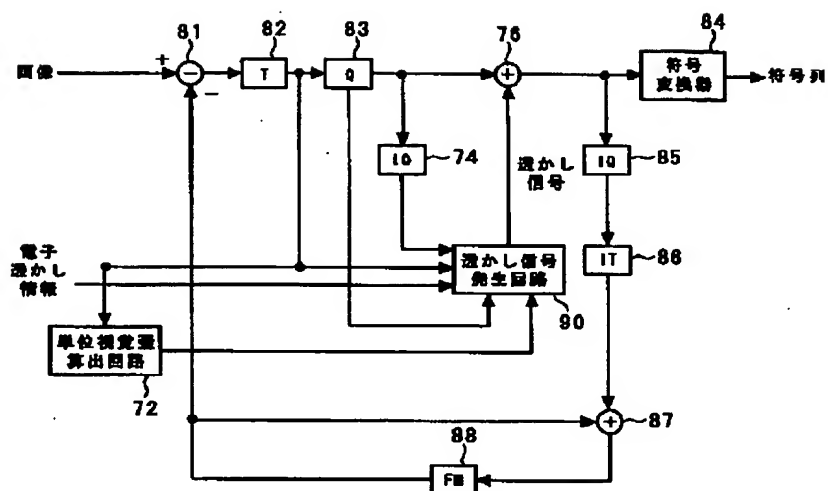 81
82
83
76
84
画像
+
−
−
T
Q
+
符号
変換器
符号列
IQ
74
透かし
信号
IQ
85
電子
透かし
情報
透かし信号
発生回路
90
IT
86
単位視覚量
算出回路
72
+
87
88
FM